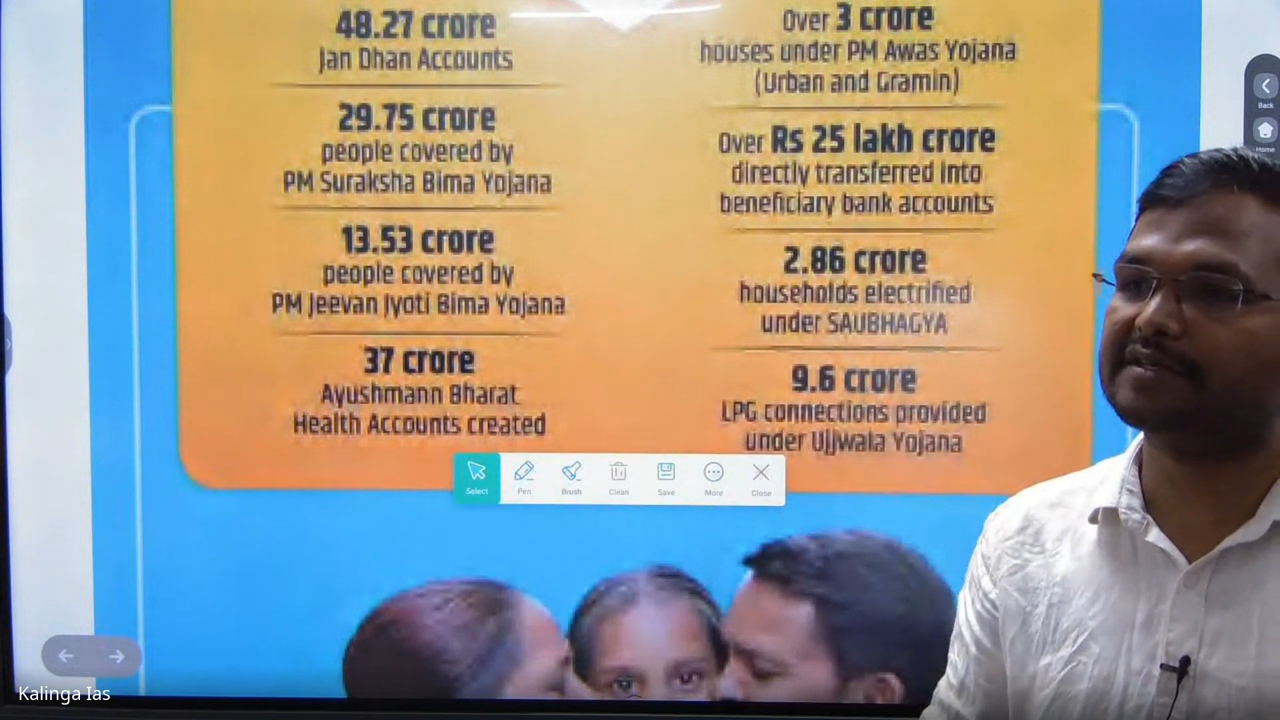 48.27 crore
Jan Dhan Accounts
29.75 crore
people covered by
PM Suraksha Bima Yojana
13.53 crore
people covered by
PM Jeevan Jyoti Bima Yojana
37 crore
Ayushmann Bharat
Health Accounts created
Over 3 crore
houses under PM Awas Yojana
(Urban and Gramin)
Over Rs 25 lakh crore
directly transferred into
beneficiary bank accounts
2.86 crore
households electrified
under SAUBHAGYA
9.6 crore
LPG connections provided
under Ujjwala Yojana
Back
Home
Select Pen Brush Clean Save More Close
Kalinga Ias